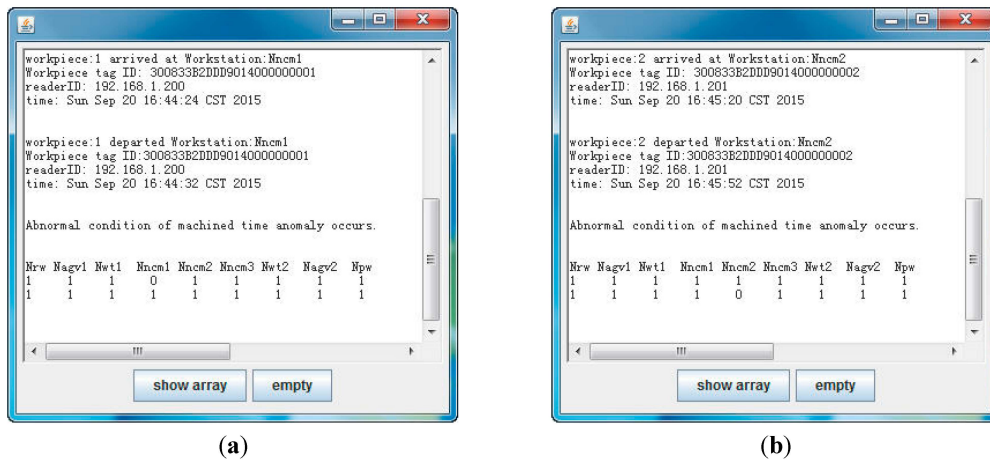 workpiece:1 arrived at Workstation:Nncm1
Workpiece tag ID: 300833B2DDD9014000000001
readerID: 192.168.1.200
time: Sun Sep 20 16:44:24 CST 2015
workpiece:1 departed Workstation:Nncm1
Workpiece tag ID:300833B2DDD9014000000001
readerID: 192.168.1.200
time: Sun Sep 20 16:44:32 CST 2015
Abnormal condition of machined time anomaly occurs.
Nrw Nagv1 Nwt1 Nncm1 Nncm2 Nncm3 Nwt2 Nagv2 Npw
1 1 1 0 1 1 1 1 1
1 1 1 1 1 1 1 1 1
show array empty
(a)
workpiece:2 arrived at Workstation:Nncm2
Workpiece tag ID: 300833B2DDD9014000000002
readerID: 192.168.1.201
time: Sun Sep 20 16:45:20 CST 2015
workpiece:2 departed Workstation:Nncm2
Workpiece tag ID:300833B2DDD9014000000002
readerID: 192.168.1.201
time: Sun Sep 20 16:45:52 CST 2015
Abnormal condition of machined time anomaly occurs.
Nrw Nagv1 Nwt1 Nncm1 Nncm2 Nncm3 Nwt2 Nagv2 Npw
1 1 1 1 1 1 1 1 1
1 1 1 1 0 1 1 1 1
show array empty
(b)